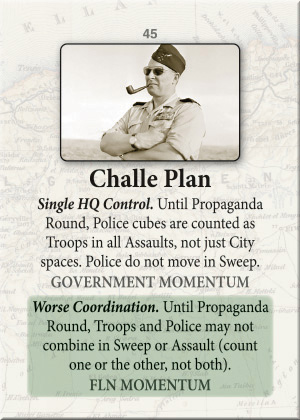 45
Challe Plan
Single HQ Control. Until Propaganda
Round, Police cubes are counted as
Troops in all Assaults, not just City
spaces. Police do not move in Sweep.
GOVERNMENT MOMENTUM
Worse Coordination. Until Propaganda
Round, Troops and Police may not
combine in Sweep or Assault (count
one or the other, not both).
FLN MOMENTUM